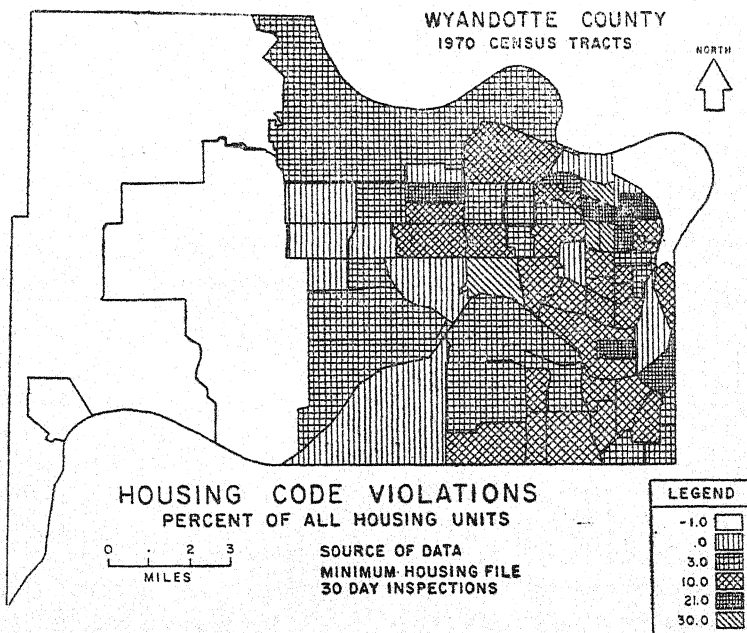 WYANDOTTE COUNTY
1970 CENSUS TRACTS
NORTH
HOUSING CODE VIOLATIONS
PERCENT OF ALL HOUSING UNITS
0 1 2 3
MILES
SOURCE OF DATA
MINIMUM HOUSING FILE
30 DAY INSPECTIONS
LEGEND
-1.0
.0
3.0
10.0
21.0
30.0